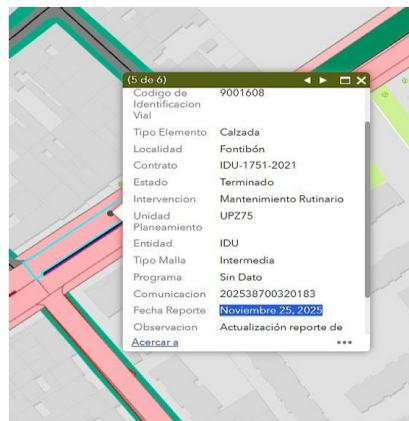 (5 de 6)
Codigo de Identificacion Vial 9001608
Tipo Elemento Calzada
Localidad Fontibón
Contrato IDU-1751-2021
Estado Terminado
Intervencion Mantenimiento Rutinario
Unidad Planeamiento UPZ75
Entidad IDU
Tipo Malla Intermedia
Programa Sin Dato
Comunicacion 202538700320183
Fecha Reporte Noviembre 25, 2025
Observacion Actualización reporte de
Acercar a